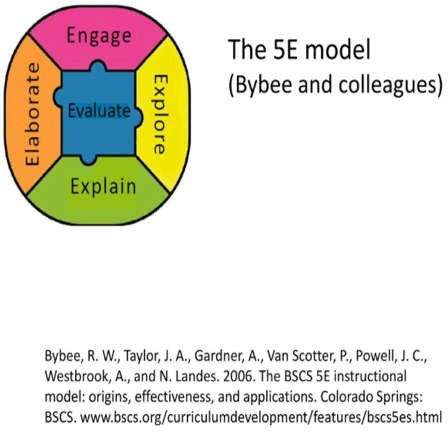 Engage
Elaborate
Evaluate
Explore
Explain
The 5E model
(Bybee and colleagues)
Bybee, R. W., Taylor, J. A., Gardner, A., Van Scotter, P., Powell, J. C.,
Westbrook, A., and N. Landes. 2006. The BSCS 5E instructional
model: origins, effectiveness, and applications. Colorado Springs:
BSCS. www.bscs.org/curriculumdevelopment/features/bscs5es.html